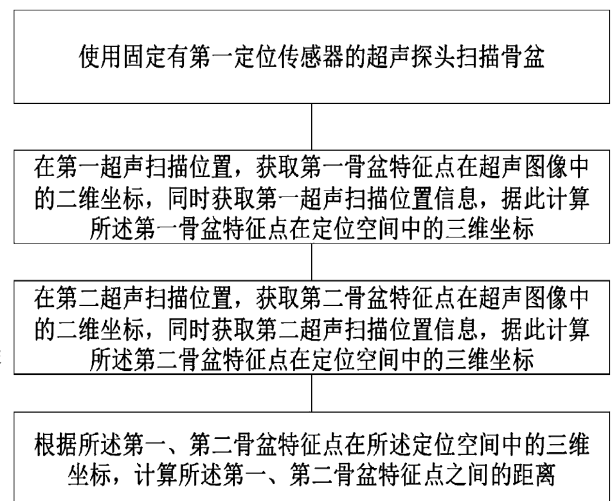 使用固定有第一定位传感器的超声探头扫描骨盆
在第一超声扫描位置，获取第一骨盆特征点在超声图像中
的二维坐标，同时获取第一超声扫描位置信息，据此计算
所述第一骨盆特征点在定位空间中的三维坐标
在第二超声扫描位置，获取第二骨盆特征点在超声图像中
的二维坐标，同时获取第二超声扫描位置信息，据此计算
所述第二骨盆特征点在定位空间中的三维坐标
根据所述第一、第二骨盆特征点在所述定位空间中的三维
坐标，计算所述第一、第二骨盆特征点之间的距离